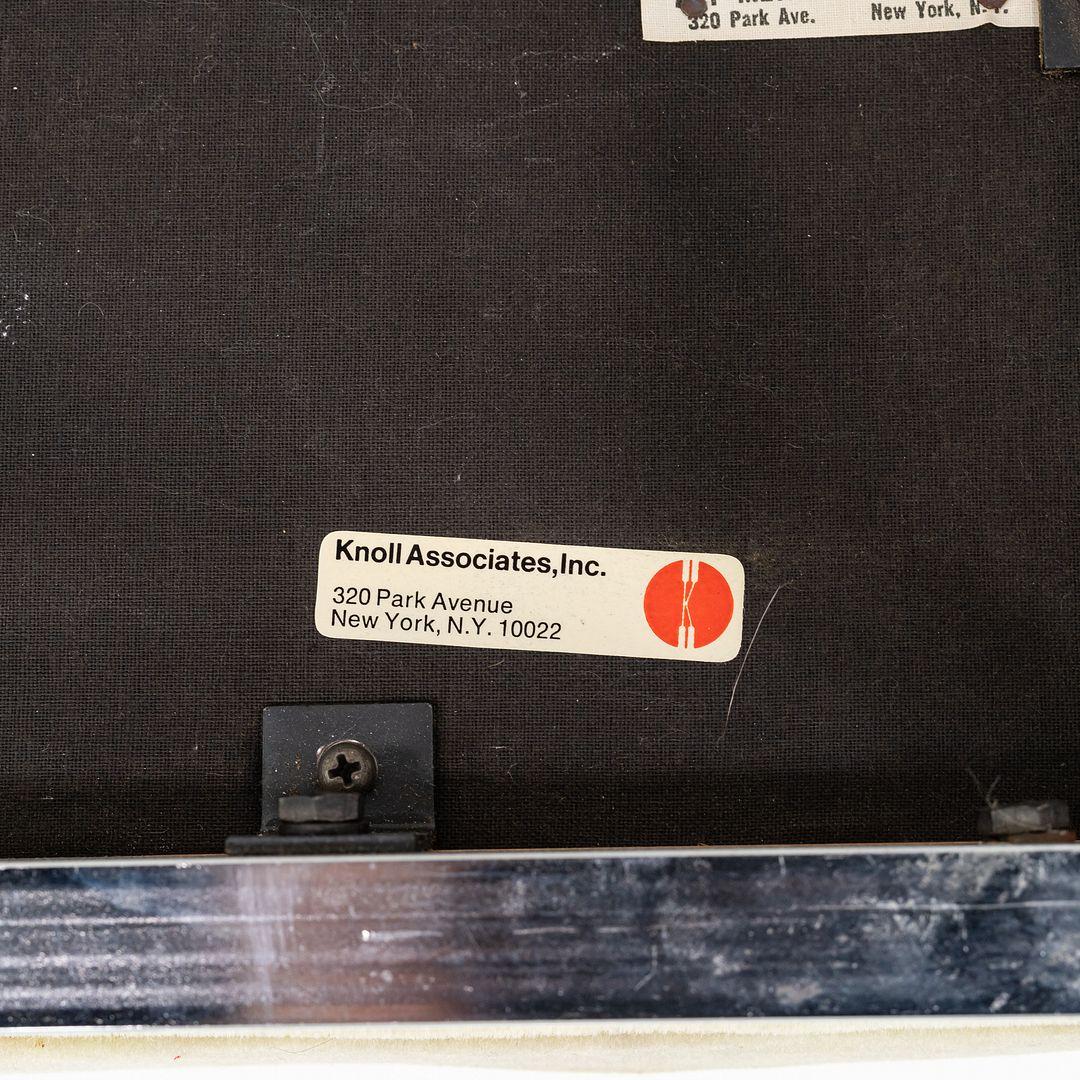 320 Park Ave. New York, N.Y.
Knoll Associates, Inc.
320 Park Avenue
New York, N.Y. 10022